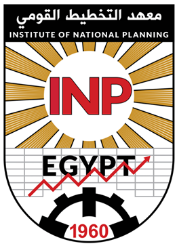 معهد التخطيط القومي
INSTITUTE OF NATIONAL PLANNING
INP
EGYPT
1960